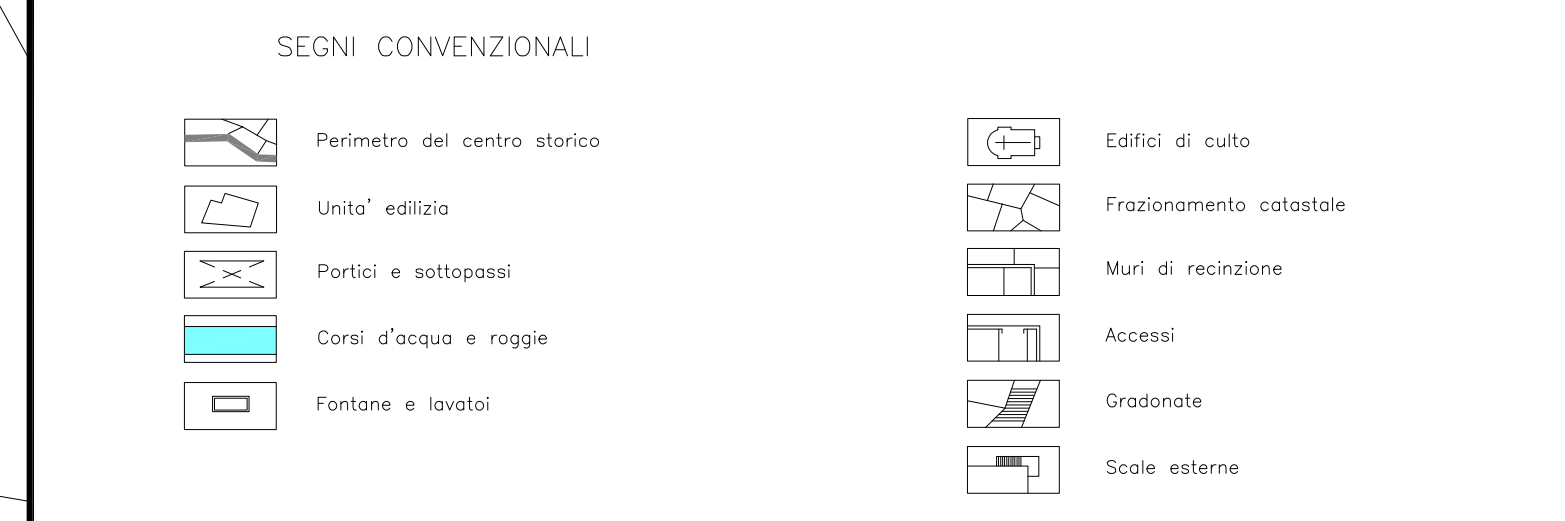 SEGNI CONVENZIONALI
Perimetro del centro storico
Unita' edilizia
Portici e sottopassi
Corsi d'acqua e roggie
Fontane e lavatoi
Edifici di culto
Frazionamento catastale
Muri di recinzione
Accessi
Gradonate
Scale esterne